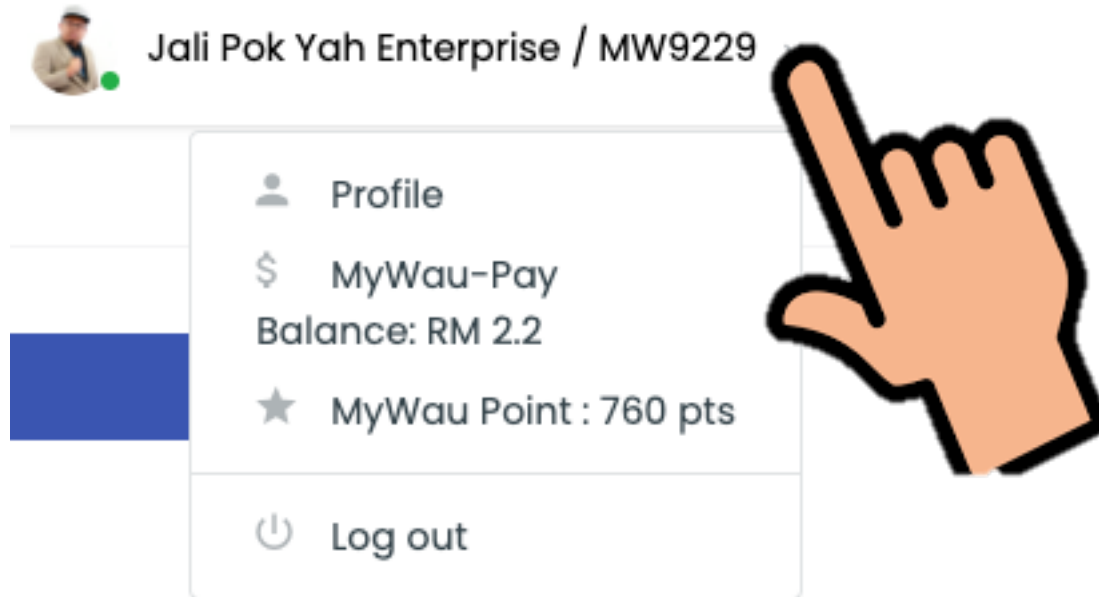 Jali Pok Yah Enterprise / MW9229
Profile
$ MyWau-Pay
Balance: RM 2.2
MyWau Point : 760 pts
Log out